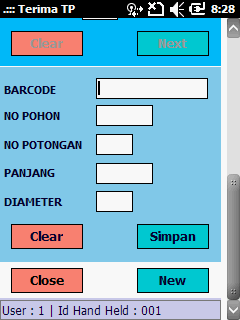 .::: Terima TP 8:28
Clear Next
BARCODE
NO POHON
NO POTONGAN
PANJANG
DIAMETER
Clear Simpan
Close New
User : 1 | Id Hand Held : 001